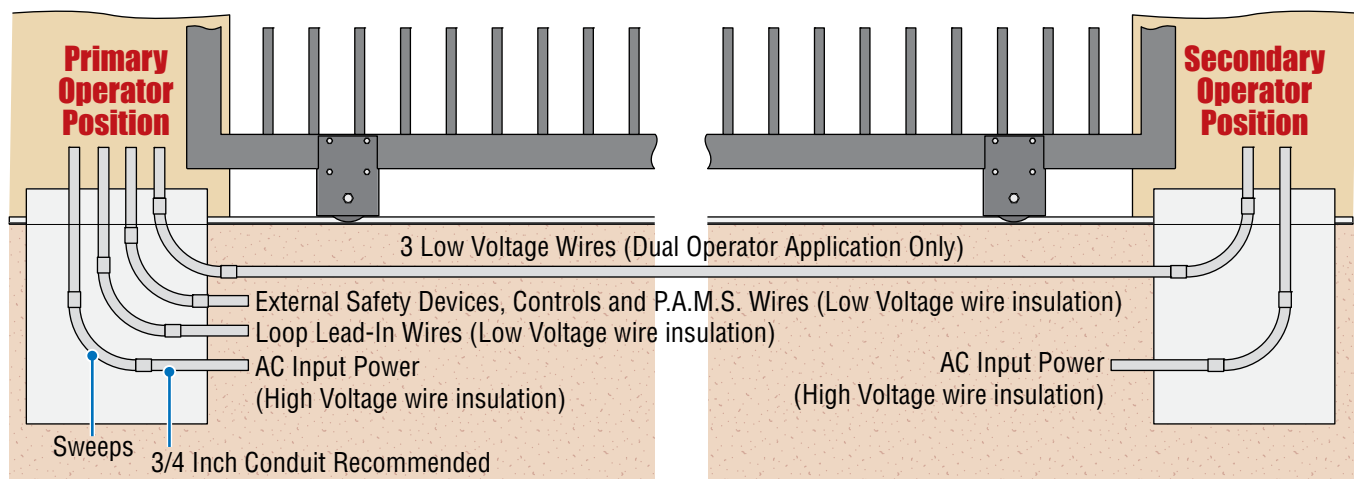 Primary
Operator
Position
Secondary
Operator
Position
3 Low Voltage Wires (Dual Operator Application Only)
External Safety Devices, Controls and P.A.M.S. Wires (Low Voltage wire insulation)
Loop Lead-In Wires (Low Voltage wire insulation)
AC Input Power
(High Voltage wire insulation)
AC Input Power
(High Voltage wire insulation)
Sweeps
3/4 Inch Conduit Recommended